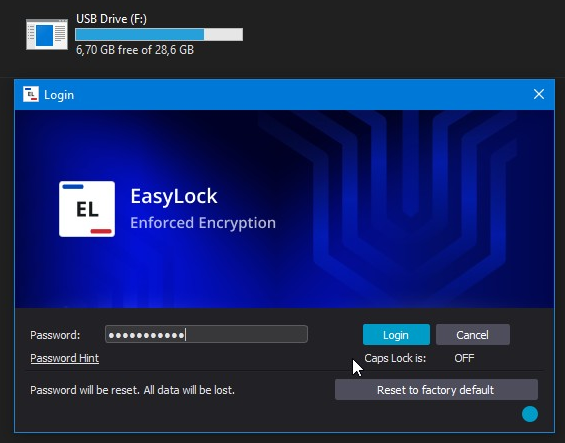 USB Drive (F:)
6,70 GB free of 28,6 GB
EL Login
EL
EasyLock
Enforced Encryption
Password: ●●●●●●●●●●● Login Cancel
Password Hint Caps Lock is: OFF
Password will be reset. All data will be lost. Reset to factory default